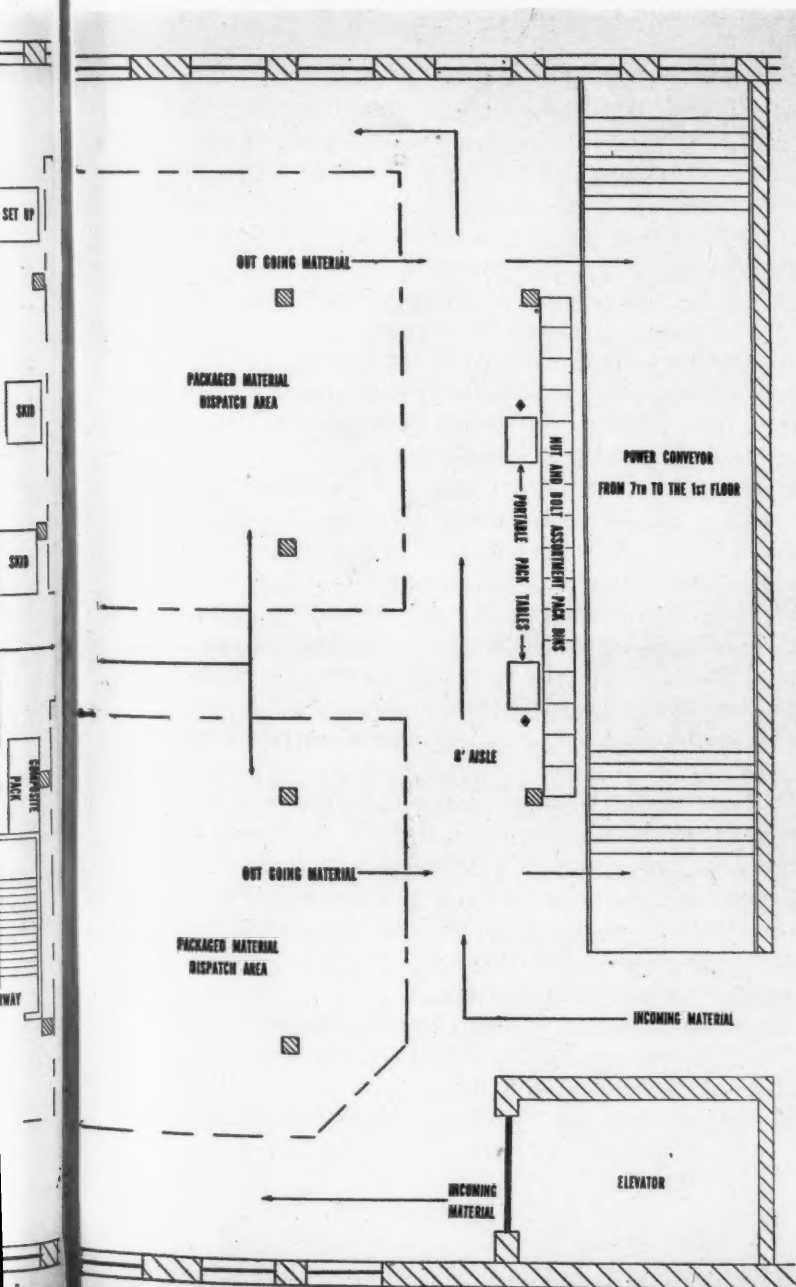 SET UP
SKID
SKID
COMPOSITE
PACK
OUT GOING MATERIAL
PACKAGED MATERIAL
DISPATCH AREA
PORTABLE PACK TABLES
NUT AND BOLT ASSORTMENT PACK BINS
POWER CONVEYOR
FROM 7TH TO THE 1ST FLOOR
8' AISLE
OUT GOING MATERIAL
PACKAGED MATERIAL
DISPATCH AREA
INCOMING MATERIAL
INCOMING
MATERIAL
ELEVATOR